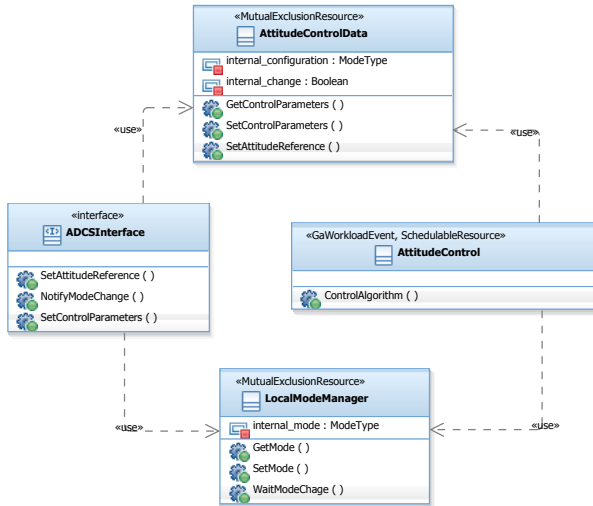 «MutualExclusionResource»
AttitudeControlData
internal_configuration : ModeType
internal_change : Boolean
GetControlParameters ( )
SetControlParameters ( )
SetAttitudeReference ( )
«use»
«use»
«interface»
<I>
ADCSInterface
SetAttitudeReference ( )
NotifyModeChange ( )
SetControlParameters ( )
«GaWorkloadEvent, SchedulableResource»
AttitudeControl
ControlAlgorithm ( )
«use»
«use»
«MutualExclusionResource»
LocalModeManager
internal_mode : ModeType
GetMode ( )
SetMode ( )
WaitModeChage ( )